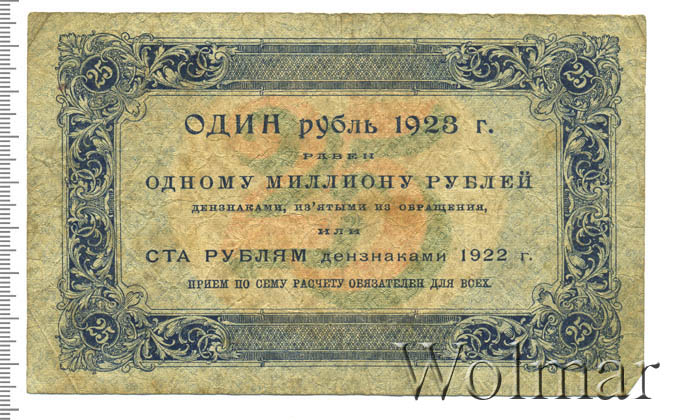 25 25
ОДИН рубль 1923 г.
РАВЕН
ОДНОМУ МИЛЛИОНУ РУБЛЕЙ
ДЕНЗНАКАМИ, ИЗ'ЯТЫМИ ИЗ ОБРАЩЕНИЯ,
ИЛИ
СТА РУБЛЯМ дензнаками 1922 г.
ПРИЕМ ПО СЕМУ РАСЧЕТУ ОБЯЗАТЕЛЕН ДЛЯ ВСЕХ.
25
25 25
Wolmar